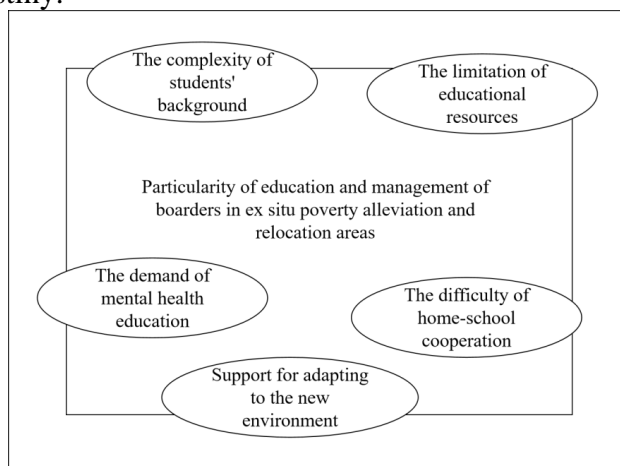 The complexity of
students'
background
The limitation of
educational
resources
Particularity of education and management of
boarders in ex situ poverty alleviation and
relocation areas
The demand of
mental health
education
The difficulty of
home-school
cooperation
Support for adapting
to the new
environment